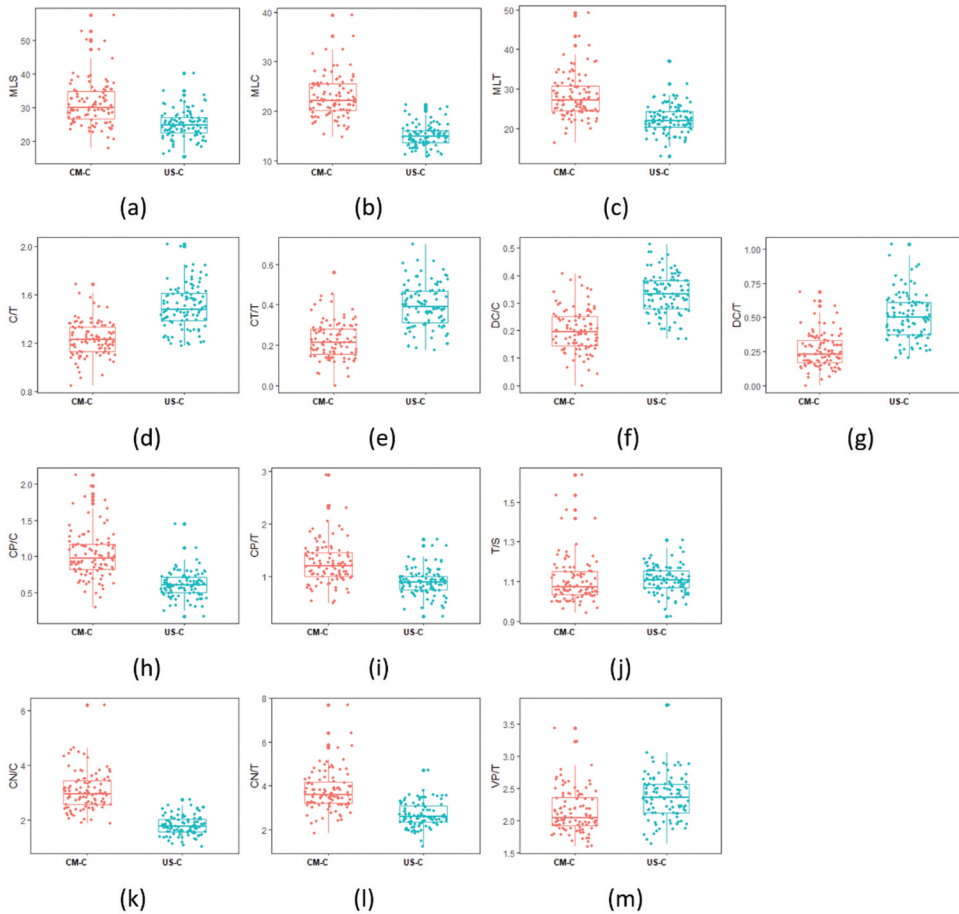 MLS
50
40
30
20
CM-C
US-C
(a)
MLC
40
30
20
10
CM-C
US-C
(b)
MLT
50
40
30
20
CM-C
US-C
(c)
C/T
2.0
1.6
1.2
0.8
CM-C
US-C
(d)
CT/T
0.6
0.4
0.2
0.0
CM-C
US-C
(e)
DC/C
0.5
0.4
0.3
0.2
0.1
0.0
CM-C
US-C
(f)
DC/T
1.00
0.75
0.50
0.25
0.00
CM-C
US-C
(g)
CP/C
2.0
1.5
1.0
0.5
CM-C
US-C
(h)
CP/T
3
2
1
CM-C
US-C
(i)
T/S
1.5
1.3
1.1
0.9
CM-C
US-C
(j)
CN/C
6
4
2
CM-C
US-C
(k)
CN/T
8
6
4
2
CM-C
US-C
(l)
VP/T
3.5
3.0
2.5
2.0
1.5
CM-C
US-C
(m)